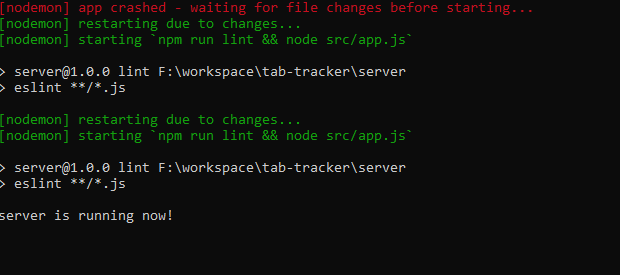 [nodemon] app crashed - waiting for file changes before starting...
[nodemon] restarting due to changes...
[nodemon] starting `npm run lint && node src/app.js`
> server@1.0.0 lint F:\workspace\tab-tracker\server
> eslint **/*.js
[nodemon] restarting due to changes...
[nodemon] starting `npm run lint && node src/app.js`
> server@1.0.0 lint F:\workspace\tab-tracker\server
> eslint **/*.js
server is running now!